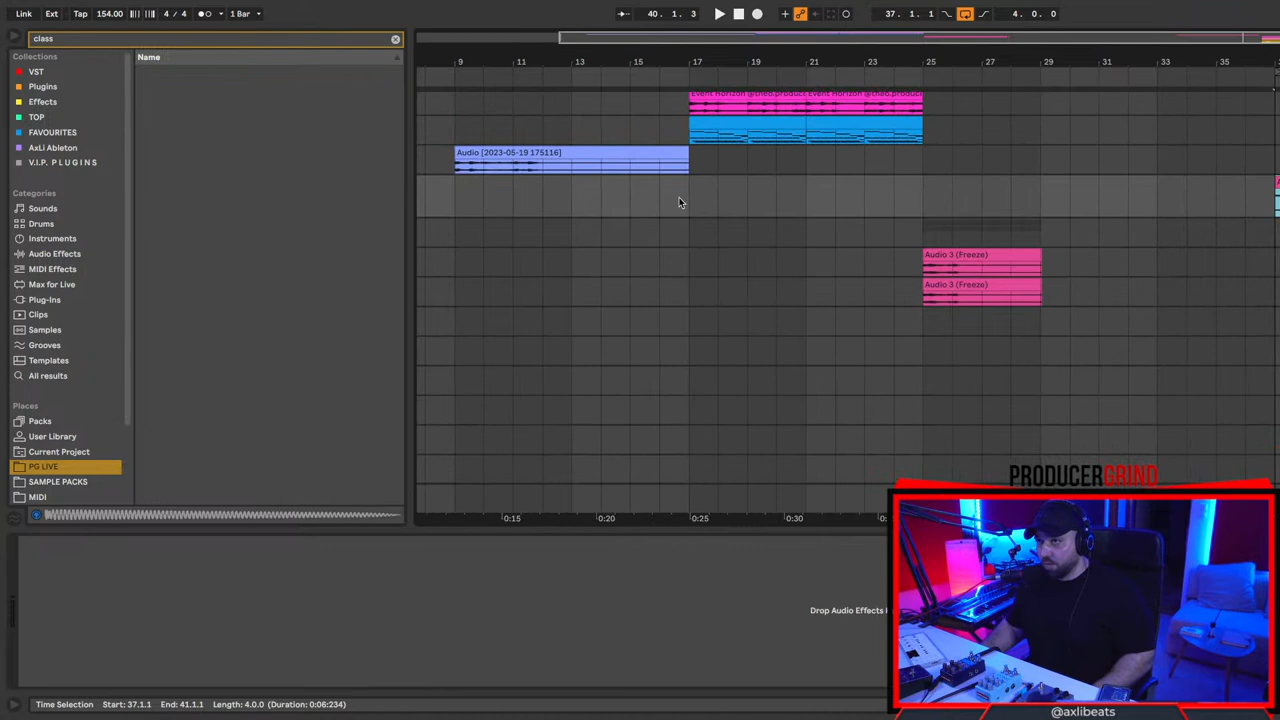 Link Ext Tap 154.00 4 / 4 1 Bar 40. 1. 3 37. 1. 1 4. 0. 0
class
Collections
Name
VST
Plugins
Effects
TOP
FAVOURITES
AxLi Ableton
V.I.P. P L U G I N S
Categories
Sounds
Drums
Instruments
Audio Effects
MIDI Effects
Max for Live
Plug-Ins
Clips
Samples
Grooves
Templates
All results
Places
Packs
User Library
Current Project
PG LIVE
SAMPLE PACKS
MIDI
9 11 13 15 17 19 21 23 25 27 29 31 33 35
Event Horizon @theo.product Event Horizon @theo.product
Audio [2023-05-19 175116]
Audio 3 (Freeze)
Audio 3 (Freeze)
0:15 0:20 0:25 0:30
PRODUCERGRIND
Drop Audio Effects
Time Selection Start: 37.1.1 End: 41.1.1 Length: 4.0.0 (Duration: 0:06:234)
@axlibeats